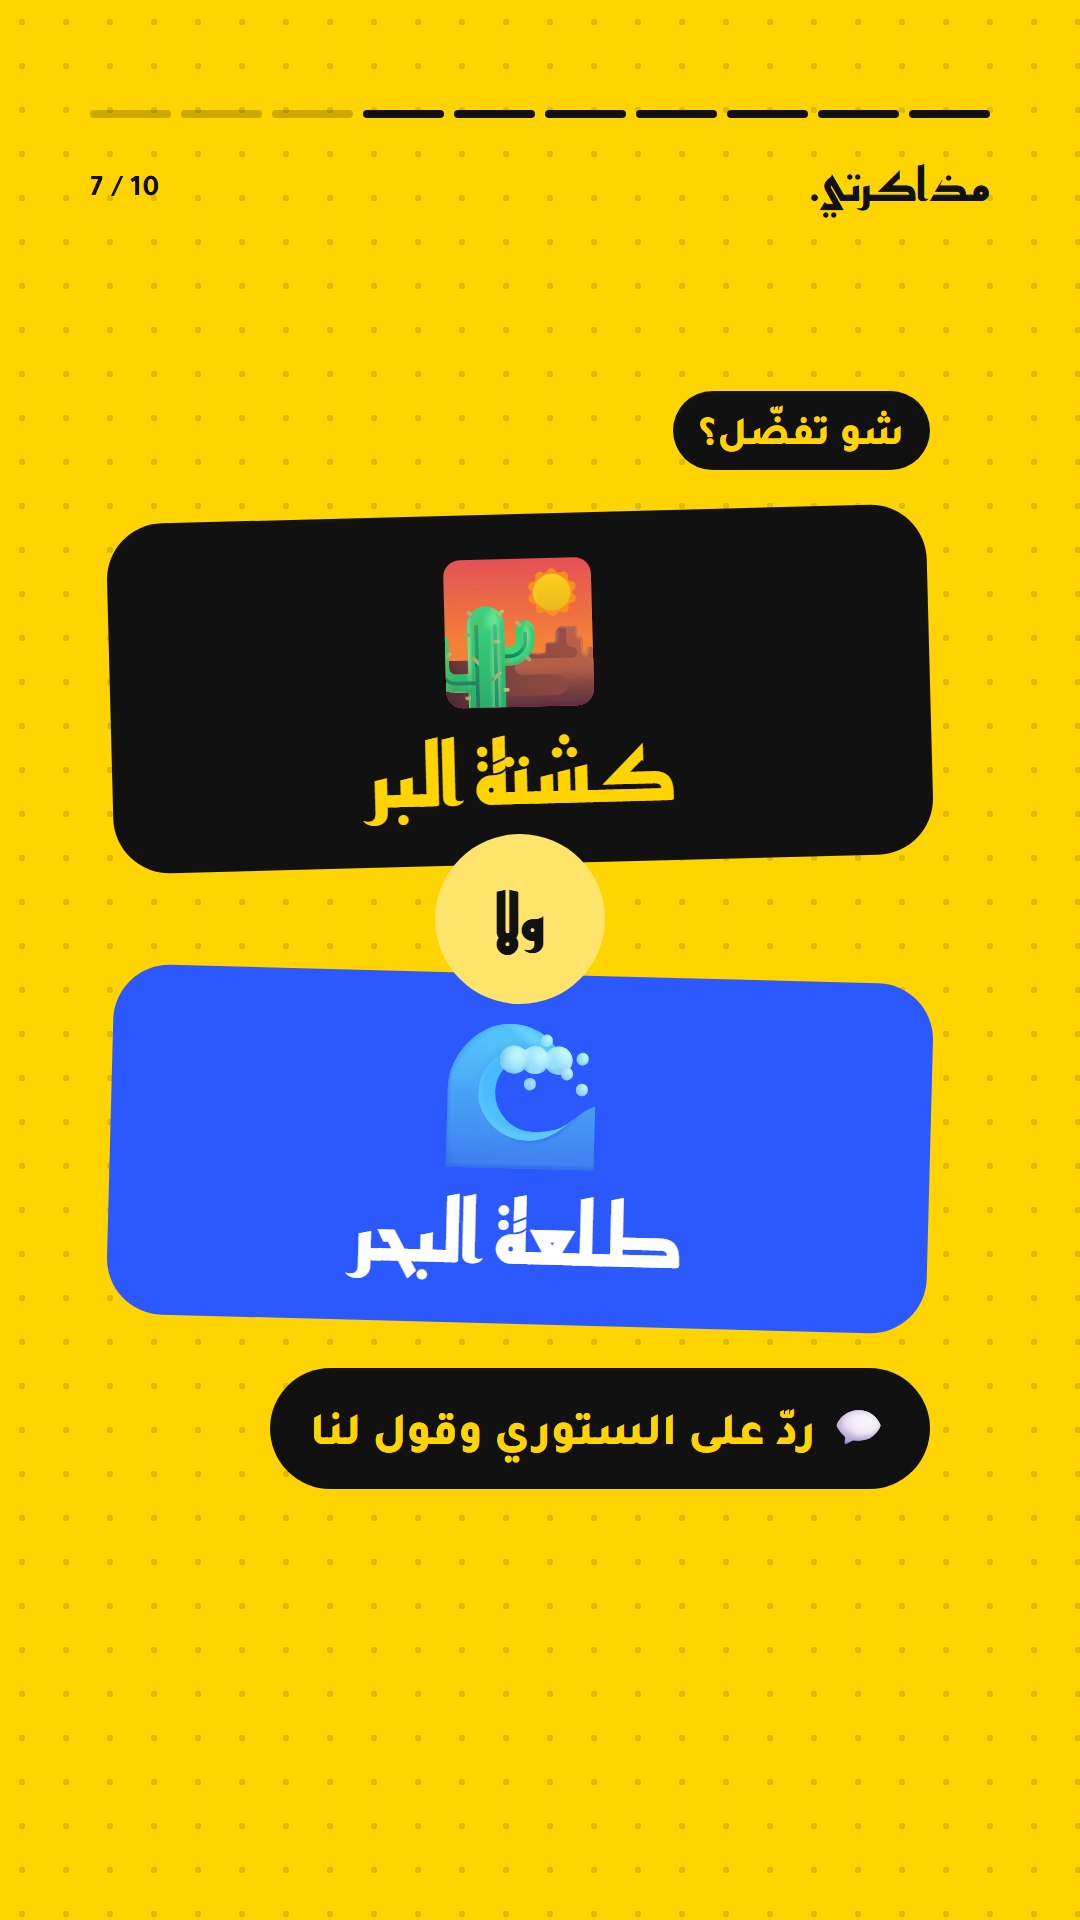 مذاكرتي.
7 / 10
شو تفضّل؟
كشتة البر
ولا
طلعة البحر
💬 ردّ على الستوري وقول لنا